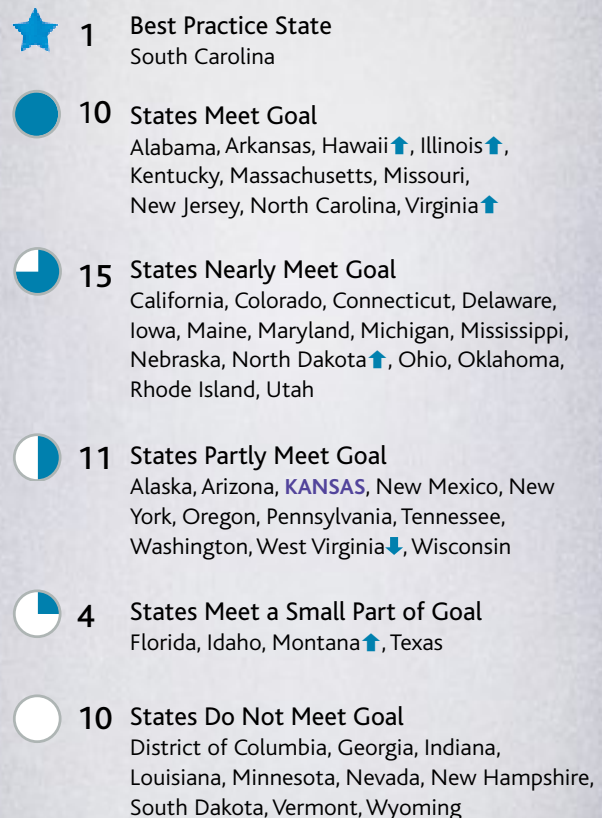 1 Best Practice State
South Carolina
10 States Meet Goal
Alabama, Arkansas, Hawaii⬆, Illinois⬆,
Kentucky, Massachusetts, Missouri,
New Jersey, North Carolina, Virginia⬆
15 States Nearly Meet Goal
California, Colorado, Connecticut, Delaware,
Iowa, Maine, Maryland, Michigan, Mississippi,
Nebraska, North Dakota⬆, Ohio, Oklahoma,
Rhode Island, Utah
11 States Partly Meet Goal
Alaska, Arizona, KANSAS, New Mexico, New
York, Oregon, Pennsylvania, Tennessee,
Washington, West Virginia⬇, Wisconsin
4 States Meet a Small Part of Goal
Florida, Idaho, Montana⬆, Texas
10 States Do Not Meet Goal
District of Columbia, Georgia, Indiana,
Louisiana, Minnesota, Nevada, New Hampshire,
South Dakota, Vermont, Wyoming